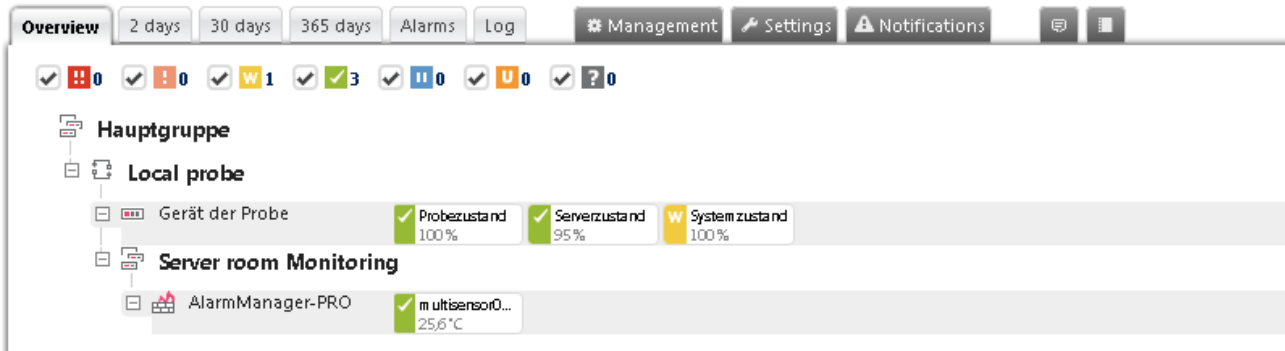 Overview 2 days 30 days 365 days Alarms Log Management Settings Notifications
!! 0 ! 0 W 1 3 II 0 U 0 ? 0
Hauptgruppe
Local probe
Gerät der Probe Probezustand Serverzustand W Systemzustand
100 % 95 % 100 %
Server room Monitoring
AlarmManager-PRO multisensor0...
25,6 °C